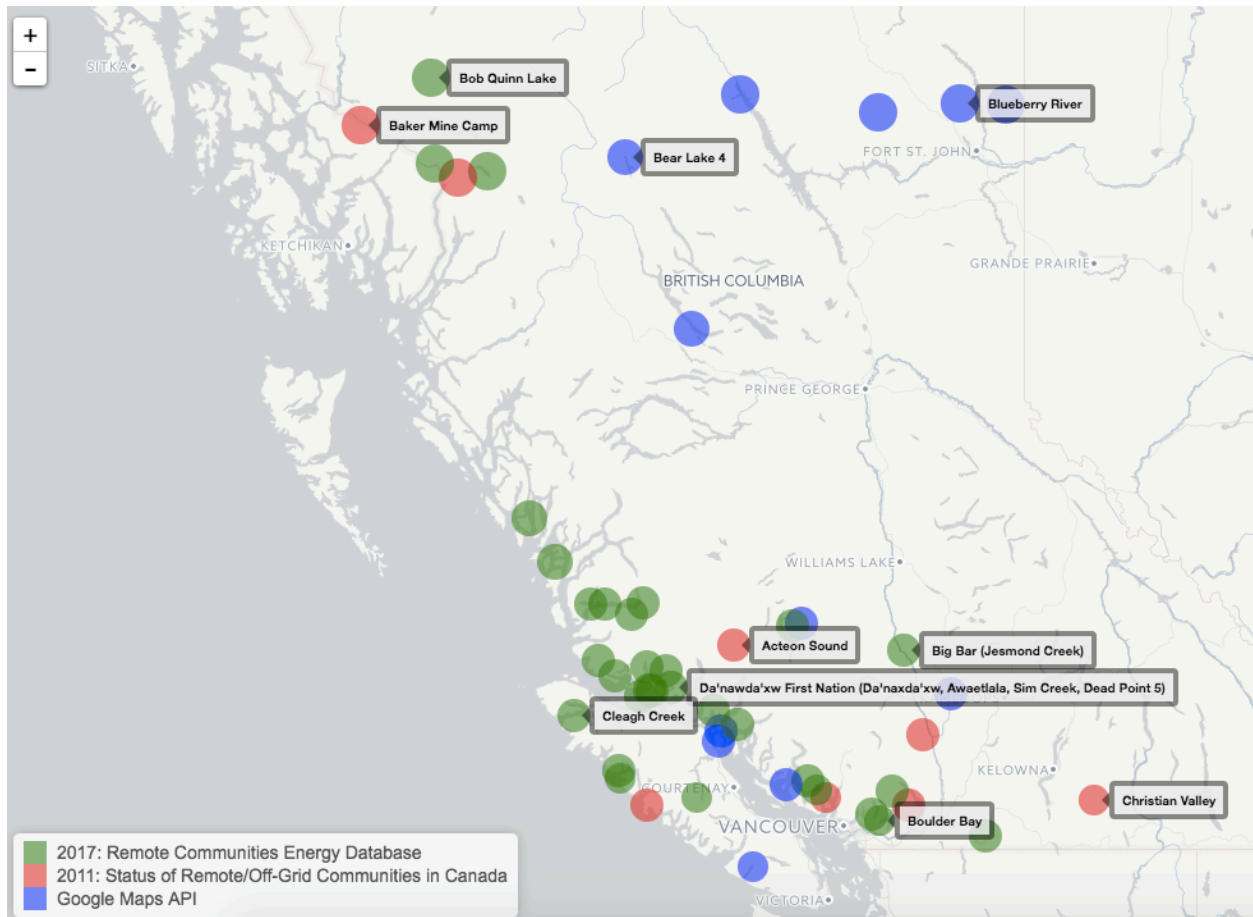 +
-
SITKA
Bob Quinn Lake
Blueberry River
Baker Mine Camp
Bear Lake 4
FORT ST. JOHN
KETCHIKAN
GRANDE PRAIRIE
BRITISH COLUMBIA
PRINCE GEORGE
WILLIAMS LAKE
Acteon Sound
Big Bar (Jesmond Creek)
Da'nawda'xw First Nation (Da'naxda'xw, Awaetlala, Sim Creek, Dead Point 5)
Cleagh Creek
KELOWNA
COURTENAY
Christian Valley
VANCOUVER
Boulder Bay
2017: Remote Communities Energy Database
2011: Status of Remote/Off-Grid Communities in Canada
Google Maps API
VICTORIA